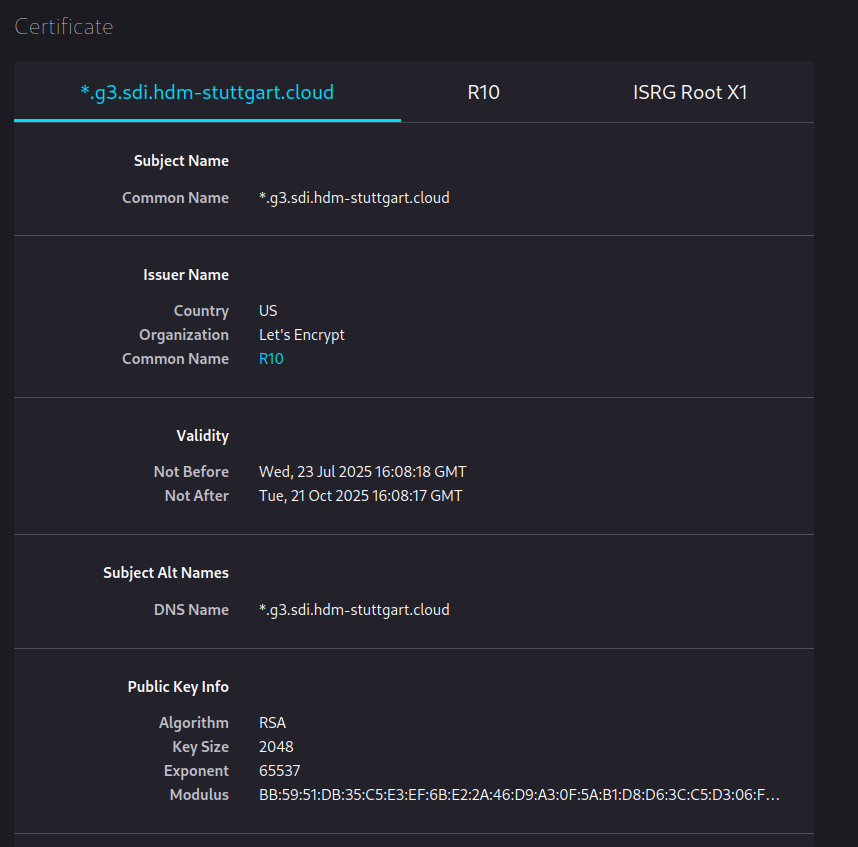 Certificate
*.g3.sdi.hdm-stuttgart.cloud R10 ISRG Root X1
Subject Name
Common Name *.g3.sdi.hdm-stuttgart.cloud
Issuer Name
Country US
Organization Let's Encrypt
Common Name R10
Validity
Not Before Wed, 23 Jul 2025 16:08:18 GMT
Not After Tue, 21 Oct 2025 16:08:17 GMT
Subject Alt Names
DNS Name *.g3.sdi.hdm-stuttgart.cloud
Public Key Info
Algorithm RSA
Key Size 2048
Exponent 65537
Modulus BB:59:51:DB:35:C5:E3:EF:6B:E2:2A:46:D9:A3:0F:5A:B1:D8:D6:3C:C5:D3:06:F…